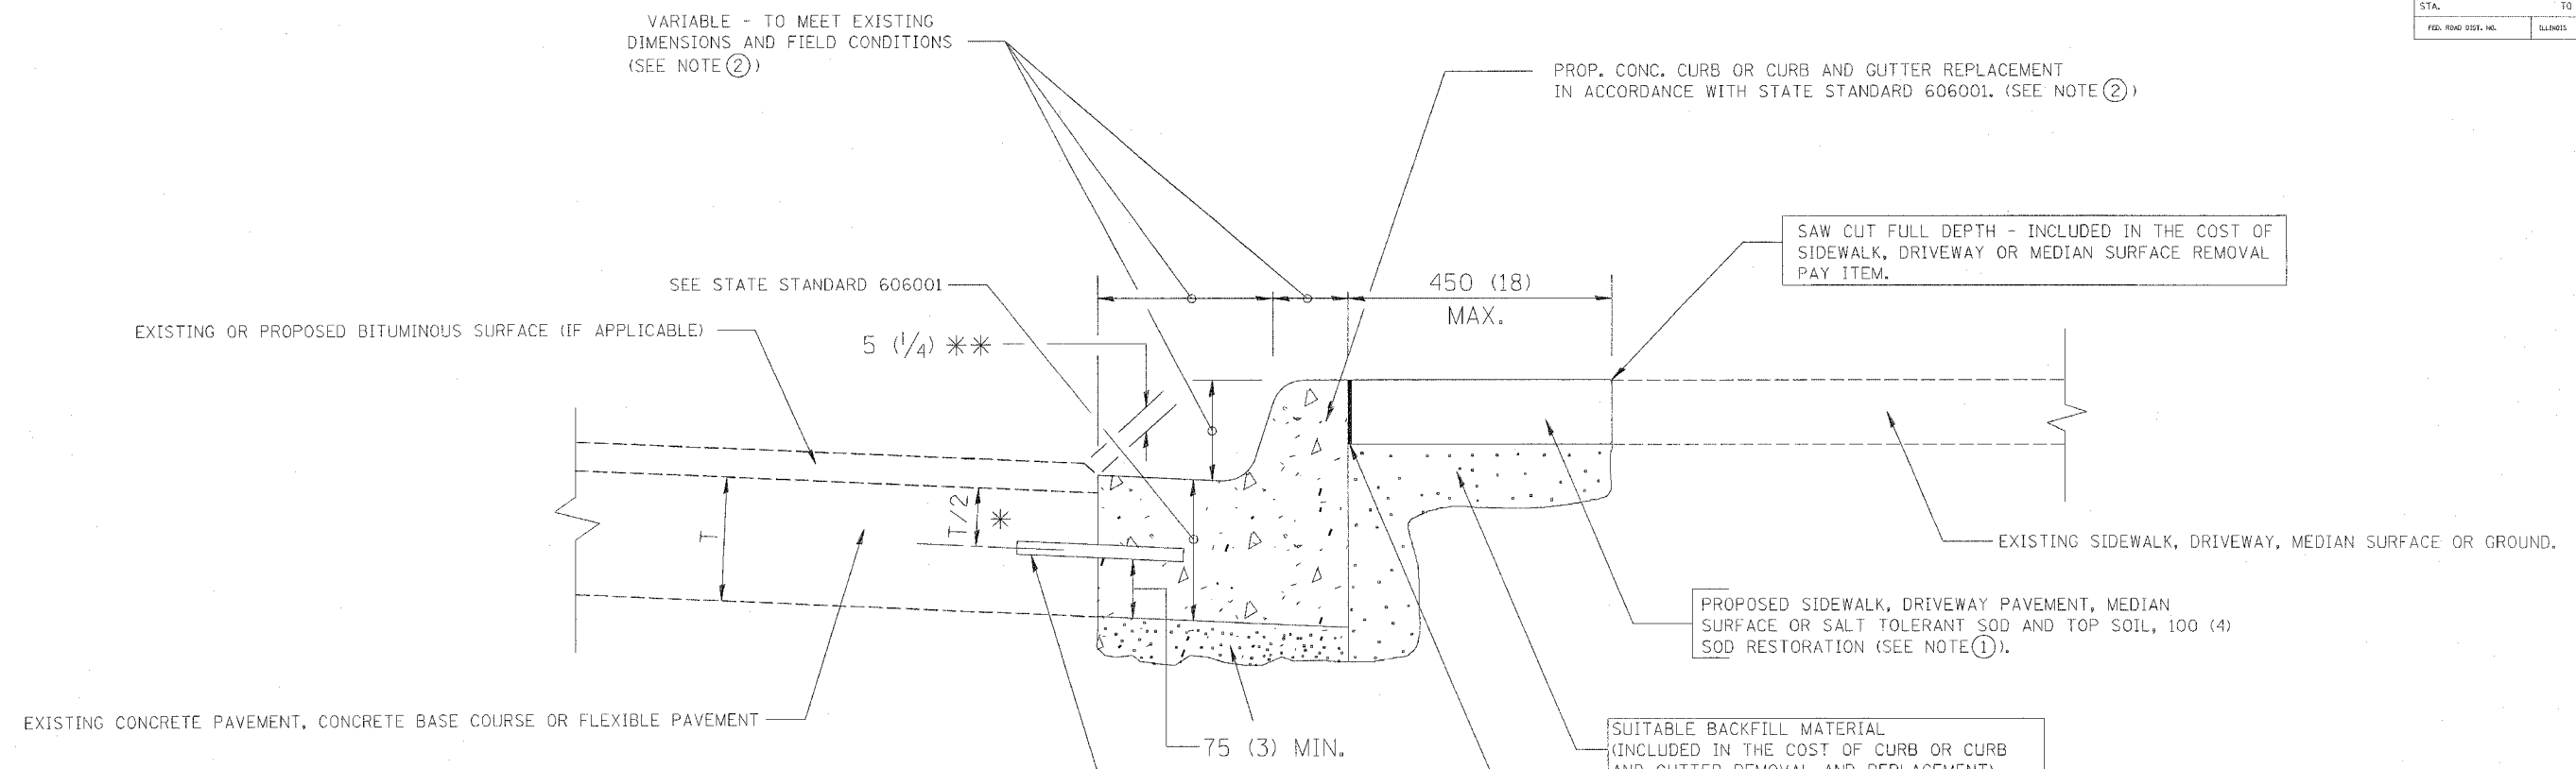 STA. TO
FED. ROAD DIST. NO. ILLINOIS
VARIABLE - TO MEET EXISTING
DIMENSIONS AND FIELD CONDITIONS
(SEE NOTE 2)
PROP. CONC. CURB OR CURB AND GUTTER REPLACEMENT
IN ACCORDANCE WITH STATE STANDARD 606001. (SEE NOTE 2)
SAW CUT FULL DEPTH - INCLUDED IN THE COST OF
SIDEWALK, DRIVEWAY OR MEDIAN SURFACE REMOVAL
PAY ITEM.
SEE STATE STANDARD 606001
450 (18)
MAX.
EXISTING OR PROPOSED BITUMINOUS SURFACE (IF APPLICABLE)
5 (1/4) **
T
T/2
*
EXISTING SIDEWALK, DRIVEWAY, MEDIAN SURFACE OR GROUND.
PROPOSED SIDEWALK, DRIVEWAY PAVEMENT, MEDIAN
SURFACE OR SALT TOLERANT SOD AND TOP SOIL, 100 (4)
SOD RESTORATION (SEE NOTE 1).
EXISTING CONCRETE PAVEMENT, CONCRETE BASE COURSE OR FLEXIBLE PAVEMENT
75 (3) MIN.
SUITABLE BACKFILL MATERIAL
(INCLUDED IN THE COST OF CURB OR CURB
AND GUTTER REMOVAL AND REPLACEMENT)